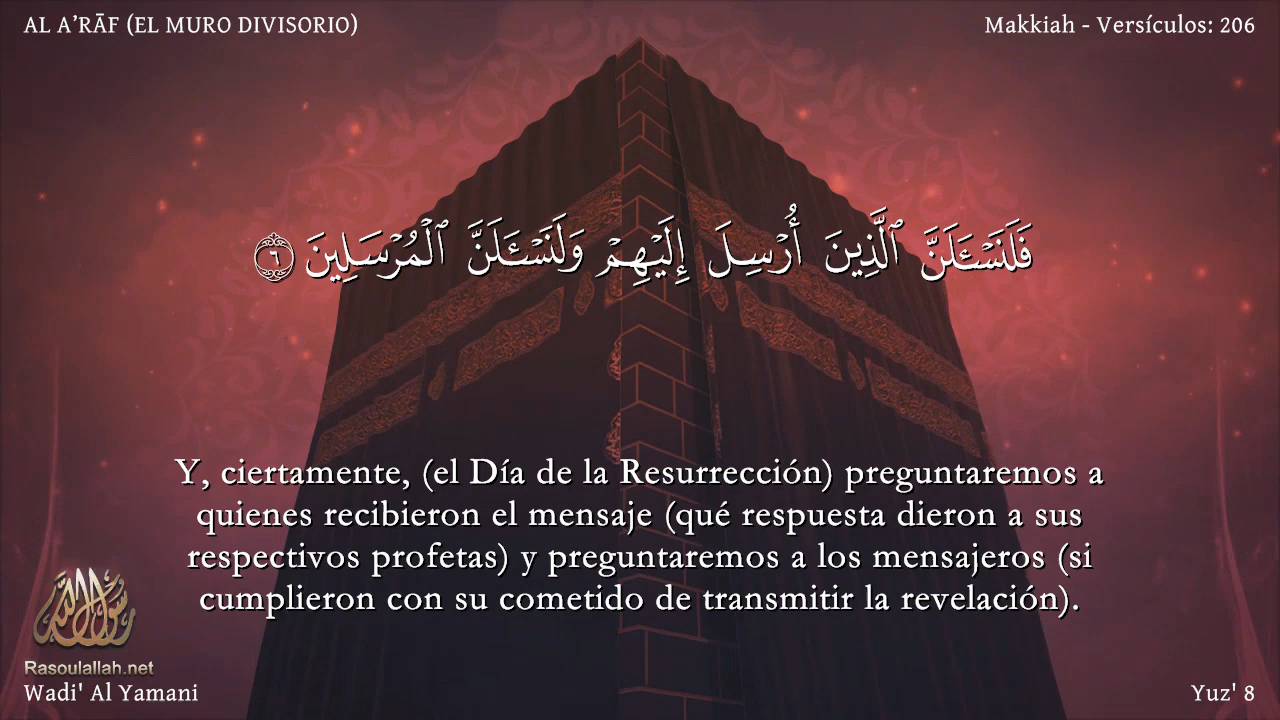 AL A’RĀF (EL MURO DIVISORIO)
Makkiah - Versículos: 206
فَلَنَسْـَٔلَنَّ ٱلَّذِينَ أُرْسِلَ إِلَيْهِمْ وَلَنَسْـَٔلَنَّ ٱلْمُرْسَلِينَ ٦
Y, ciertamente, (el Día de la Resurrección) preguntaremos a
quienes recibieron el mensaje (qué respuesta dieron a sus
respectivos profetas) y preguntaremos a los mensajeros (si
cumplieron con su cometido de transmitir la revelación).
رسول الله
Rasoulallah.net
Wadi' Al Yamani
Yuz' 8